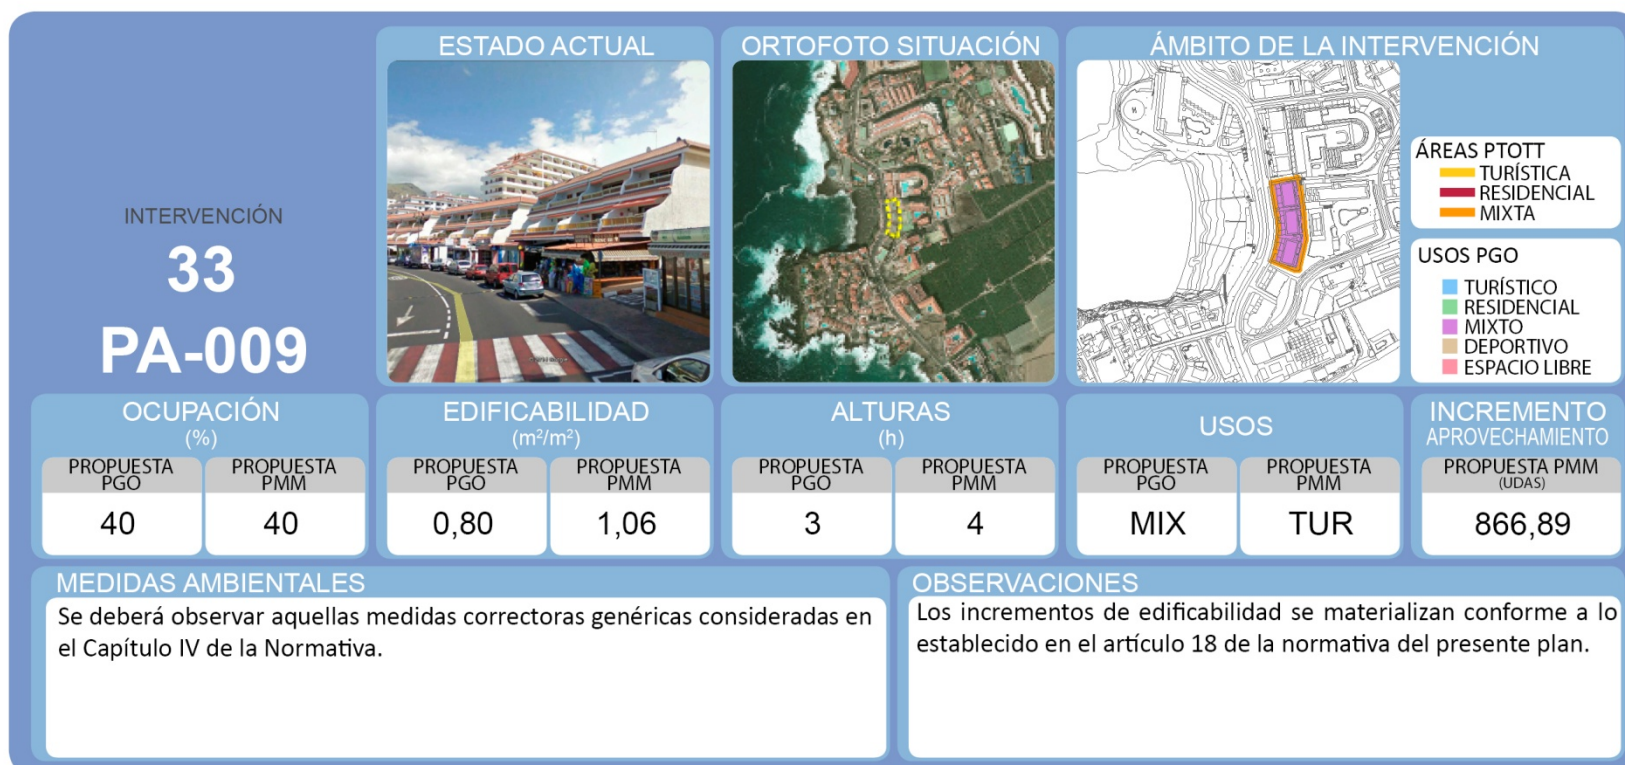 INTERVENCIÓN
33
PA-009
ESTADO ACTUAL
ORTOFOTO SITUACIÓN
ÁMBITO DE LA INTERVENCIÓN
ÁREAS PTOTT
TURÍSTICA
RESIDENCIAL
MIXTA
USOS PGO
TURÍSTICO
RESIDENCIAL
MIXTO
DEPORTIVO
ESPACIO LIBRE
OCUPACIÓN
(%)
PROPUESTA PGO
PROPUESTA PMM
40
40
EDIFICABILIDAD
(m²/m²)
PROPUESTA PGO
PROPUESTA PMM
0,80
1,06
ALTURAS
(h)
PROPUESTA PGO
PROPUESTA PMM
3
4
USOS
PROPUESTA PGO
PROPUESTA PMM
MIX
TUR
INCREMENTO
APROVECHAMIENTO
PROPUESTA PMM
(UDAS)
866,89
MEDIDAS AMBIENTALES
Se deberá observar aquellas medidas correctoras genéricas consideradas en
el Capítulo IV de la Normativa.
OBSERVACIONES
Los incrementos de edificabilidad se materializan conforme a lo
establecido en el artículo 18 de la normativa del presente plan.